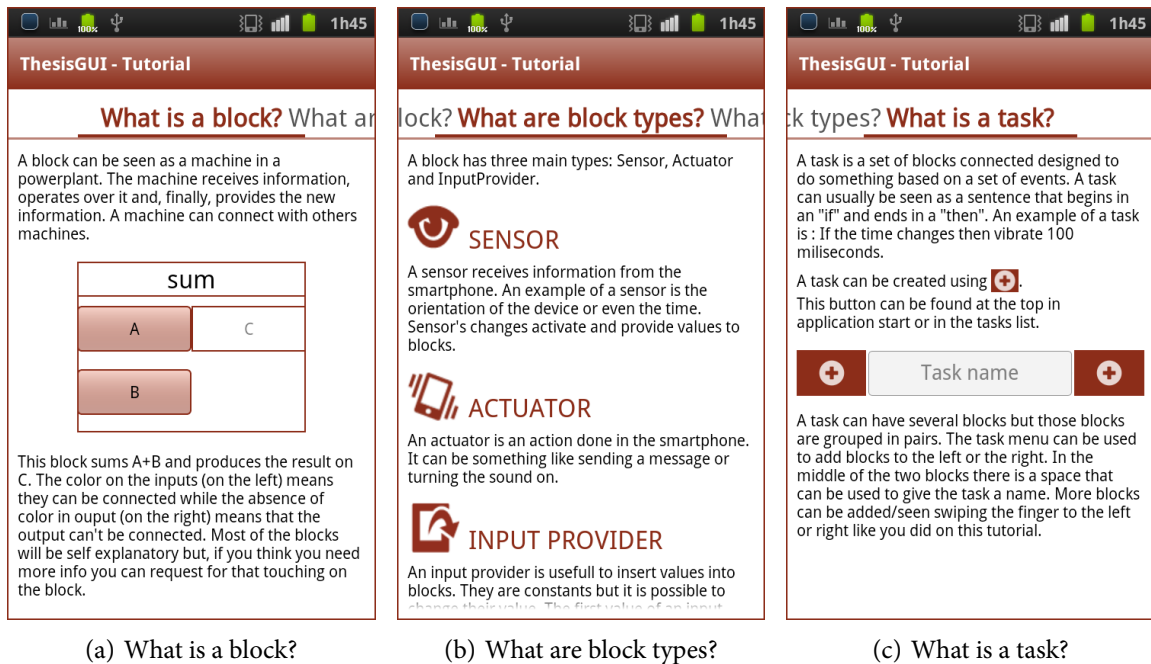 100%
1h45
ThesisGUI - Tutorial
What is a block? What ar
A block can be seen as a machine in a
powerplant. The machine receives information,
operates over it and, finally, provides the new
information. A machine can connect with others
machines.
sum
A
C
B
This block sums A+B and produces the result on
C. The color on the inputs (on the left) means
they can be connected while the absence of
color in ouput (on the right) means that the
output can't be connected. Most of the blocks
will be self explanatory but, if you think you need
more info you can request for that touching on
the block.
(a) What is a block?
100%
1h45
ThesisGUI - Tutorial
lock? What are block types? What
A block has three main types: Sensor, Actuator
and InputProvider.
SENSOR
A sensor receives information from the
smartphone. An example of a sensor is the
orientation of the device or even the time.
Sensor's changes activate and provide values to
blocks.
ACTUATOR
An actuator is an action done in the smartphone.
It can be something like sending a message or
turning the sound on.
INPUT PROVIDER
An input provider is usefull to insert values into
blocks. They are constants but it is possible to
change their value. The first value of an input
(b) What are block types?
100%
1h45
ThesisGUI - Tutorial
ck types? What is a task?
A task is a set of blocks connected designed to
do something based on a set of events. A task
can usually be seen as a sentence that begins in
an "if" and ends in a "then". An example of a task
is : If the time changes then vibrate 100
miliseconds.
A task can be created using .
This button can be found at the top in
application start or in the tasks list.
Task name
A task can have several blocks but those blocks
are grouped in pairs. The task menu can be used
to add blocks to the left or the right. In the
middle of the two blocks there is a space that
can be used to give the task a name. More blocks
can be added/seen swiping the finger to the left
or right like you did on this tutorial.
(c) What is a task?